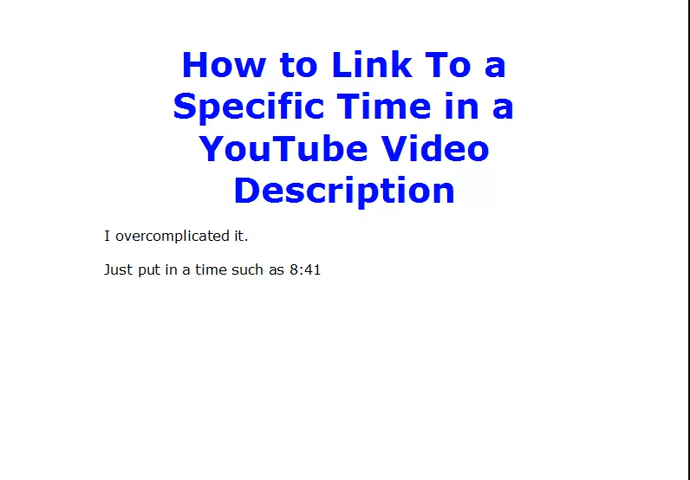 How to Link To a
Specific Time in a
YouTube Video
Description
I overcomplicated it.
Just put in a time such as 8:41